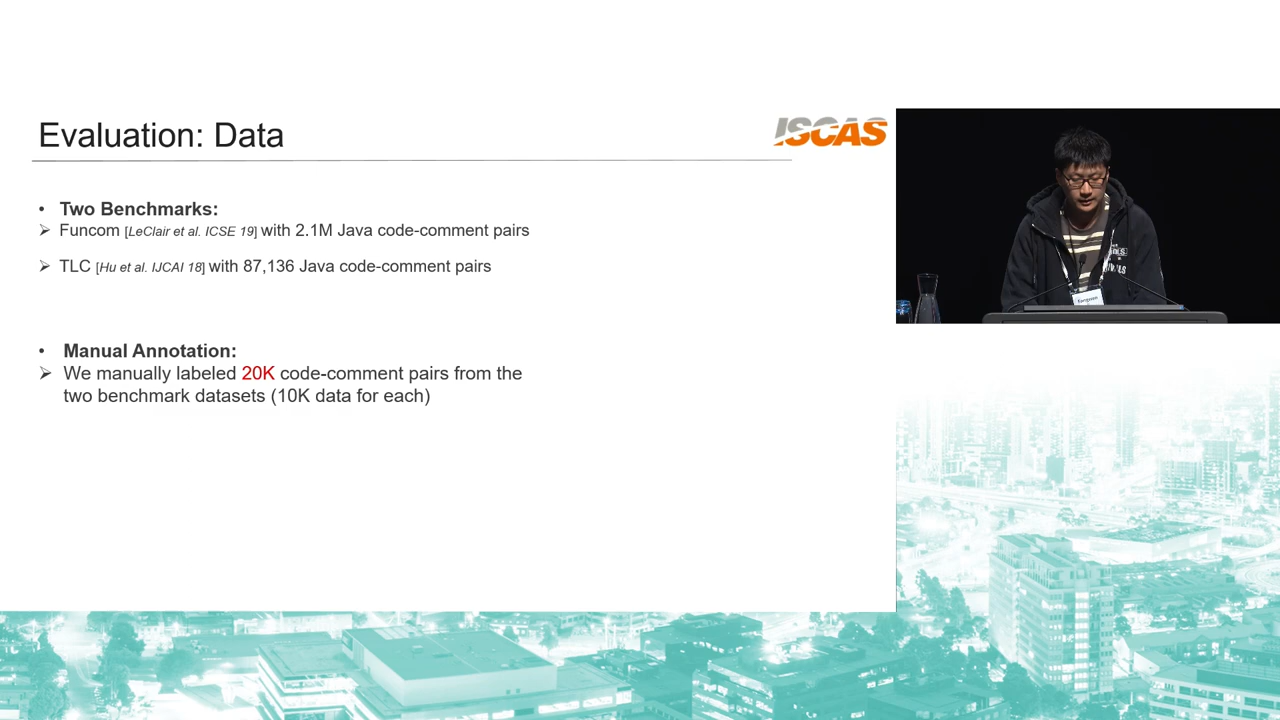 Evaluation: Data
ISCAS
• Two Benchmarks:
➢ Funcom [LeClair et al. ICSE 19] with 2.1M Java code-comment pairs
➢ TLC [Hu et al. IJCAI 18] with 87,136 Java code-comment pairs
• Manual Annotation:
➢ We manually labeled 20K code-comment pairs from the
two benchmark datasets (10K data for each)